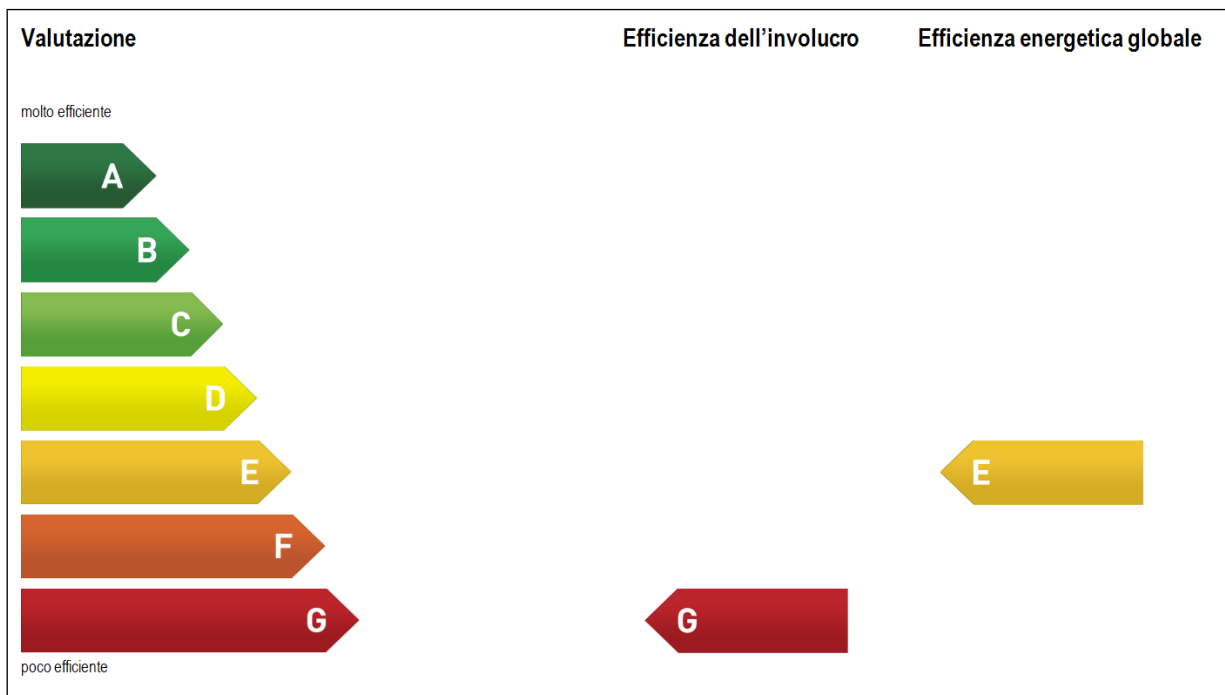 Valutazione Efficienza dell'involucro Efficienza energetica globale
molto efficiente
A
B
C
D
E E
F
G G
poco efficiente